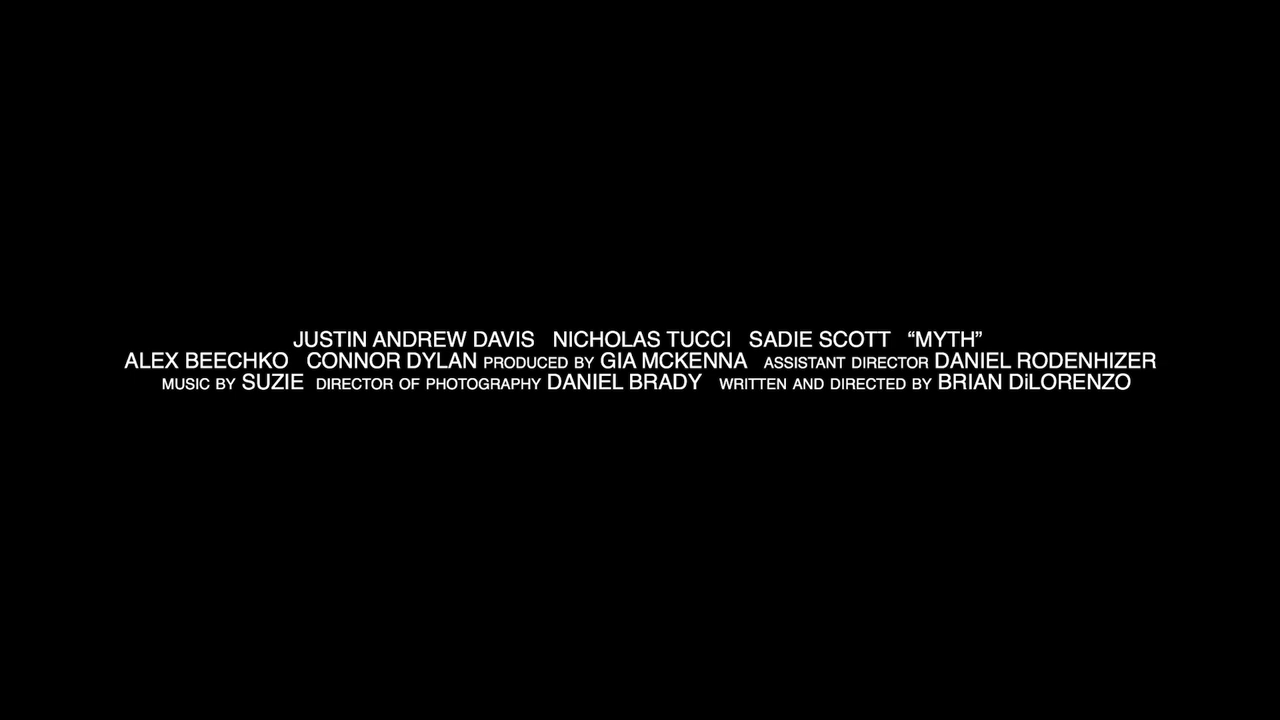 JUSTIN ANDREW DAVIS NICHOLAS TUCCI SADIE SCOTT “MYTH”
ALEX BEECHKO CONNOR DYLAN PRODUCED BY GIA MCKENNA ASSISTANT DIRECTOR DANIEL RODENHIZER
MUSIC BY SUZIE DIRECTOR OF PHOTOGRAPHY DANIEL BRADY WRITTEN AND DIRECTED BY BRIAN DiLORENZO